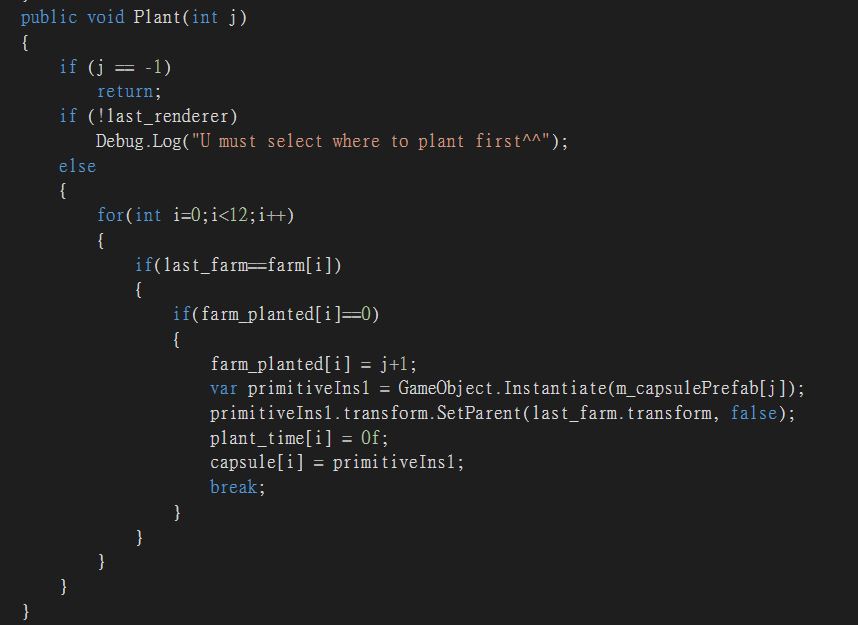 public void Plant(int j)
{
    if (j == -1)
        return;
    if (!last_renderer)
        Debug.Log("U must select where to plant first^^");
    else
    {
        for(int i=0;i<12;i++)
        {
            if(last_farm==farm[i])
            {
                if(farm_planted[i]==0)
                {
                    farm_planted[i] = j+1;
                    var primitiveIns1 = GameObject.Instantiate(m_capsulePrefab[j]);
                    primitiveIns1.transform.SetParent(last_farm.transform, false);
                    plant_time[i] = 0f;
                    capsule[i] = primitiveIns1;
                    break;
                }
            }
        }
    }
}